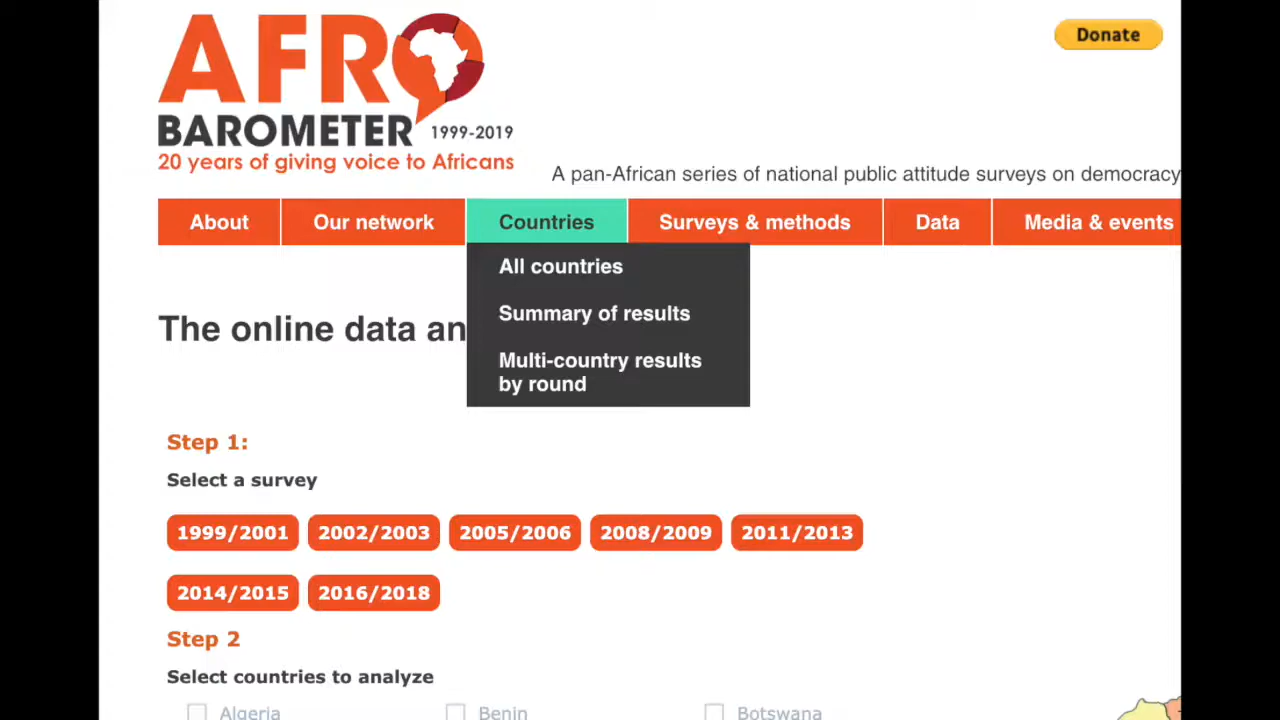 AFRO
BAROMETER 1999-2019
20 years of giving voice to Africans
Donate
A pan-African series of national public attitude surveys on democracy
About
Our network
Countries
Surveys & methods
Data
Media & events
All countries
Summary of results
Multi-country results
by round
The online data an
Step 1:
Select a survey
1999/2001 2002/2003 2005/2006 2008/2009 2011/2013
2014/2015 2016/2018
Step 2
Select countries to analyze
Algeria Benin Botswana